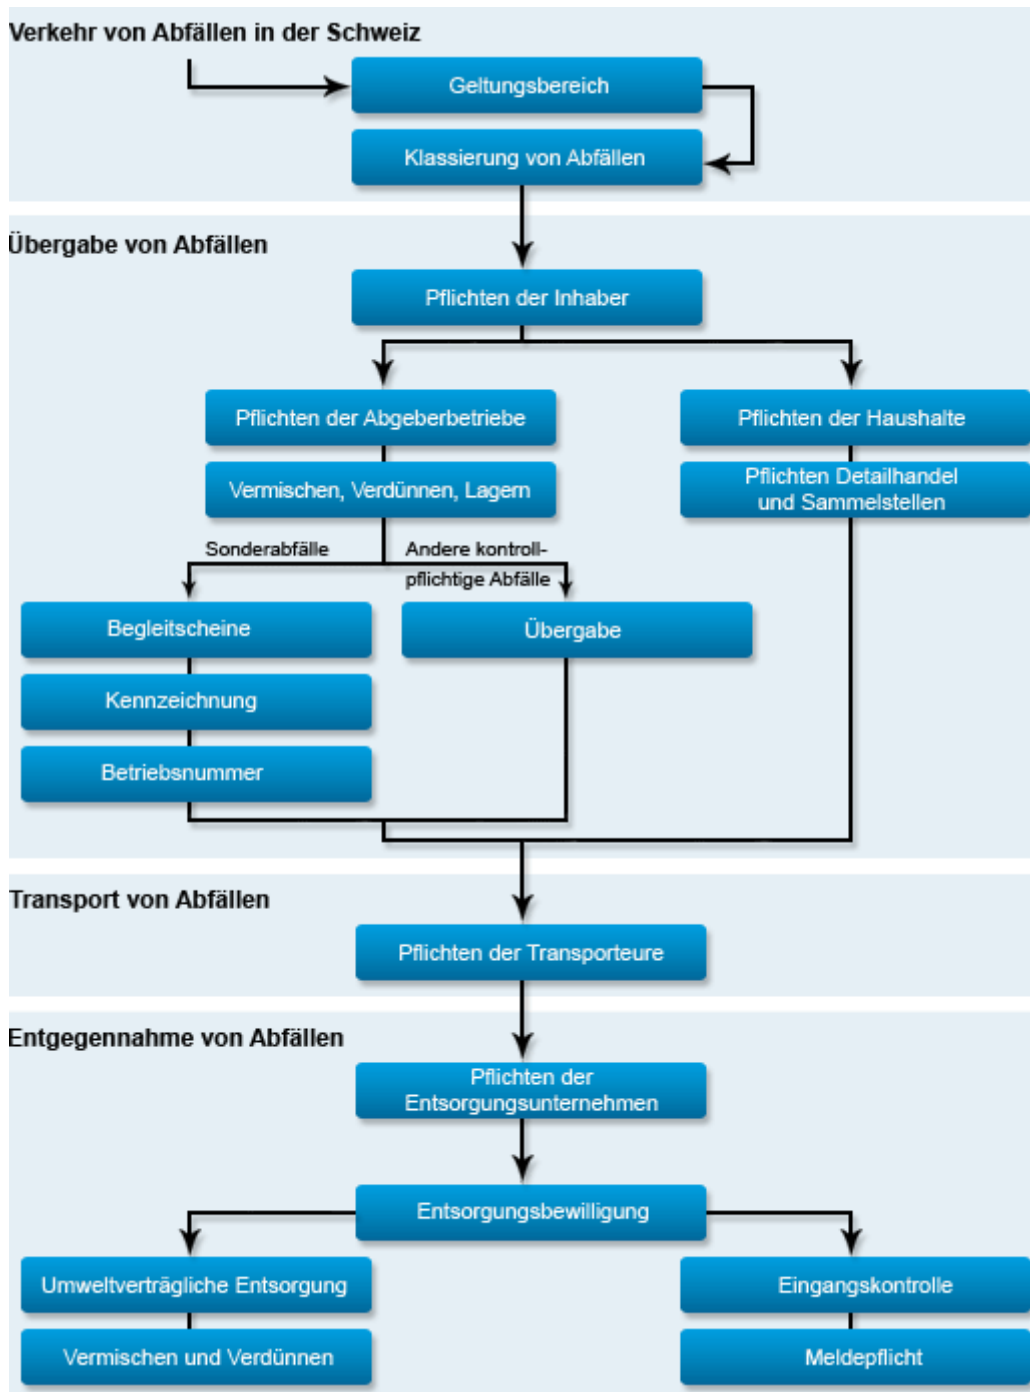 Verkehr von Abfällen in der Schweiz
Geltungsbereich
Klassierung von Abfällen
Übergabe von Abfällen
Pflichten der Inhaber
Pflichten der Abgeberbetriebe
Pflichten der Haushalte
Vermischen, Verdünnen, Lagern
Pflichten Detailhandel
und Sammelstellen
Sonderabfälle
Andere kontroll-
pflichtige Abfälle
Begleitscheine
Übergabe
Kennzeichnung
Betriebsnummer
Transport von Abfällen
Pflichten der Transporteure
Entgegennahme von Abfällen
Pflichten der
Entsorgungsunternehmen
Entsorgungsbewilligung
Umweltverträgliche Entsorgung
Eingangskontrolle
Vermischen und Verdünnen
Meldepflicht